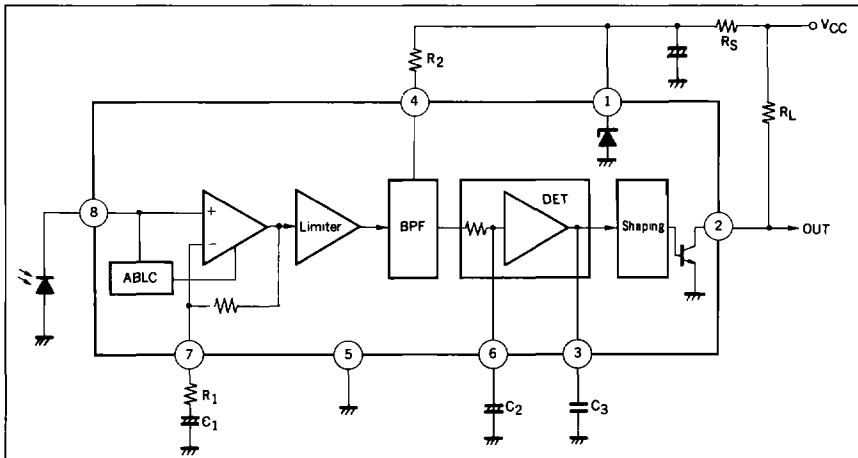 VCC
RS
R2
RL
4
1
8
+
−
Limiter
BPF
DET
Shaping
2
OUT
ABLC
7
5
6
3
R1
C1
C2
C3